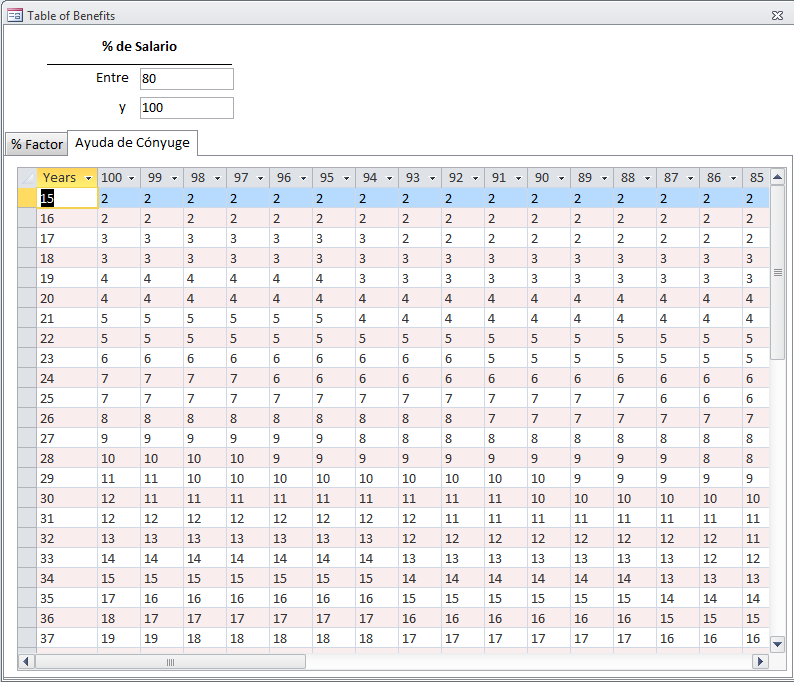 Table of Benefits
% de Salario
Entre 80
y 100
% Factor Ayuda de Cónyuge
Years 100 99 98 97 96 95 94 93 92 91 90 89 88 87 86 85
15 2 2 2 2 2 2 2 2 2 2 2 2 2 2 2 2
16 2 2 2 2 2 2 2 2 2 2 2 2 2 2 2 2
17 3 3 3 3 3 3 3 2 2 2 2 2 2 2 2 2
18 3 3 3 3 3 3 3 3 3 3 3 3 3 3 3 3
19 4 4 4 4 4 4 3 3 3 3 3 3 3 3 3 3
20 4 4 4 4 4 4 4 4 4 4 4 4 4 4 4 4
21 5 5 5 5 5 5 4 4 4 4 4 4 4 4 4 4
22 5 5 5 5 5 5 5 5 5 5 5 5 5 5 5 5
23 6 6 6 6 6 6 6 6 6 5 5 5 5 5 5 5
24 7 7 7 7 6 6 6 6 6 6 6 6 6 6 6 6
25 7 7 7 7 7 7 7 7 7 7 7 7 7 6 6 6
26 8 8 8 8 8 8 8 8 8 7 7 7 7 7 7 7
27 9 9 9 9 9 9 8 8 8 8 8 8 8 8 8 8
28 10 10 10 10 9 9 9 9 9 9 9 9 9 9 8 8
29 11 11 10 10 10 10 10 10 10 10 10 9 9 9 9 9
30 12 11 11 11 11 11 11 11 11 11 10 10 10 10 10 10
31 12 12 12 12 12 12 12 12 11 11 11 11 11 11 11 11
32 13 13 13 13 13 13 13 12 12 12 12 12 12 12 12 11
33 14 14 14 14 14 14 14 13 13 13 13 13 13 13 12 12
34 15 15 15 15 15 15 15 14 14 14 14 14 14 13 13 13
35 17 16 16 16 16 16 16 15 15 15 15 15 15 14 14 14
36 18 17 17 17 17 17 17 16 16 16 16 16 16 15 15 15
37 19 19 18 18 18 18 18 17 17 17 17 17 17 16 16 16